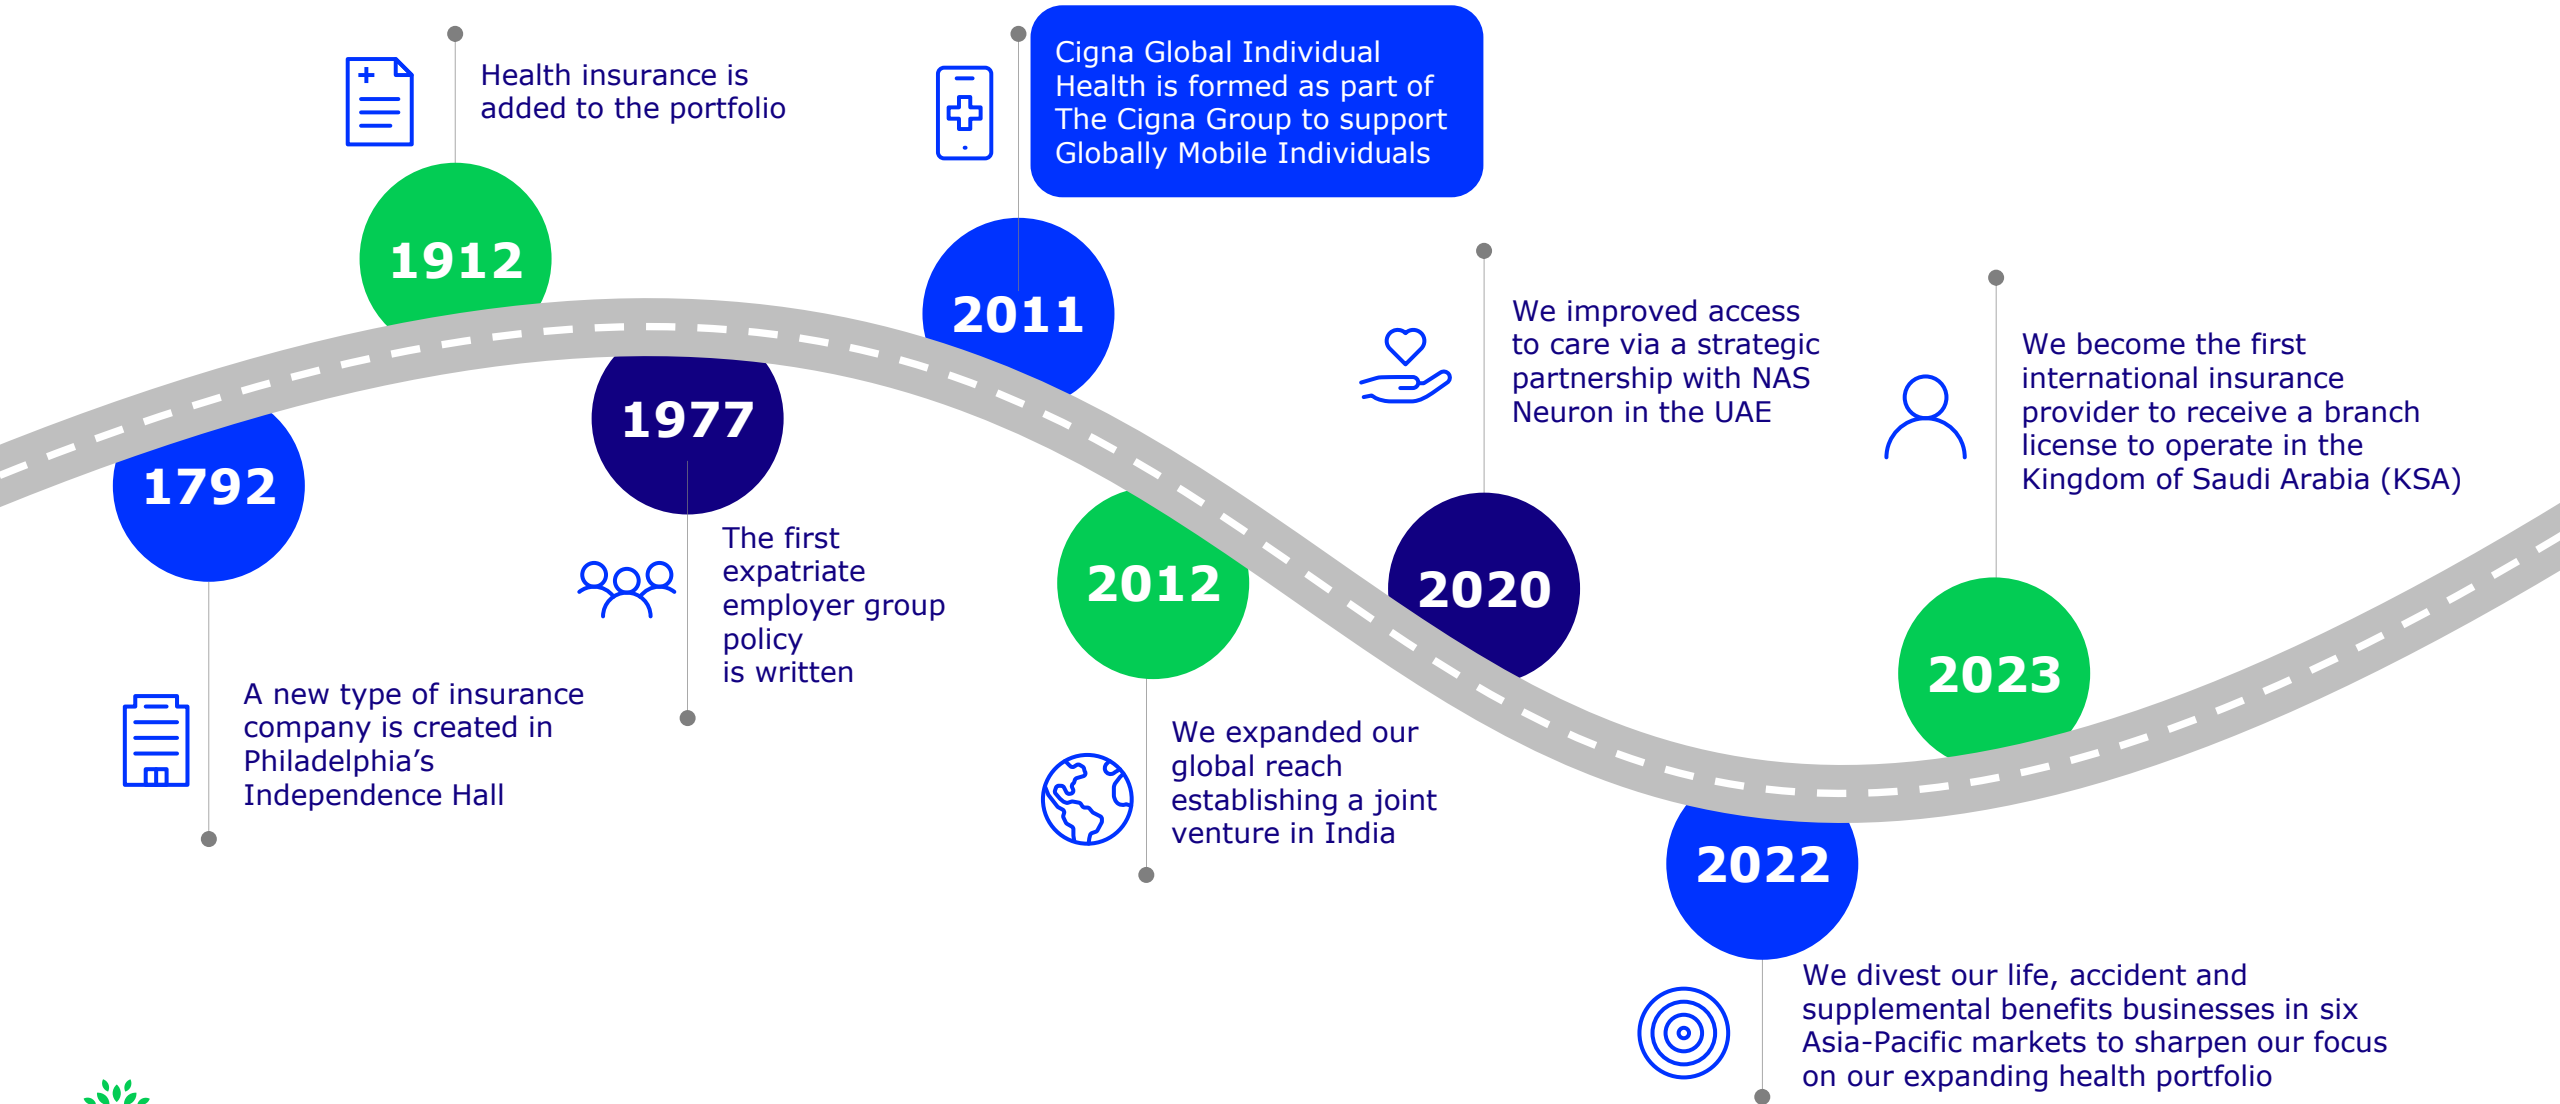 1792
A new type of insurance
company is created in
Philadelphia’s
Independence Hall
1912
Health insurance is
added to the portfolio
1977
The first
expatriate
employer group
policy
is written
2011
Cigna Global Individual
Health is formed as part of
The Cigna Group to support
Globally Mobile Individuals
2012
We expanded our
global reach
establishing a joint
venture in India
2020
We improved access
to care via a strategic
partnership with NAS
Neuron in the UAE
2022
We divest our life, accident and
supplemental benefits businesses in six
Asia-Pacific markets to sharpen our focus
on our expanding health portfolio
2023
We become the first
international insurance
provider to receive a branch
license to operate in the
Kingdom of Saudi Arabia (KSA)